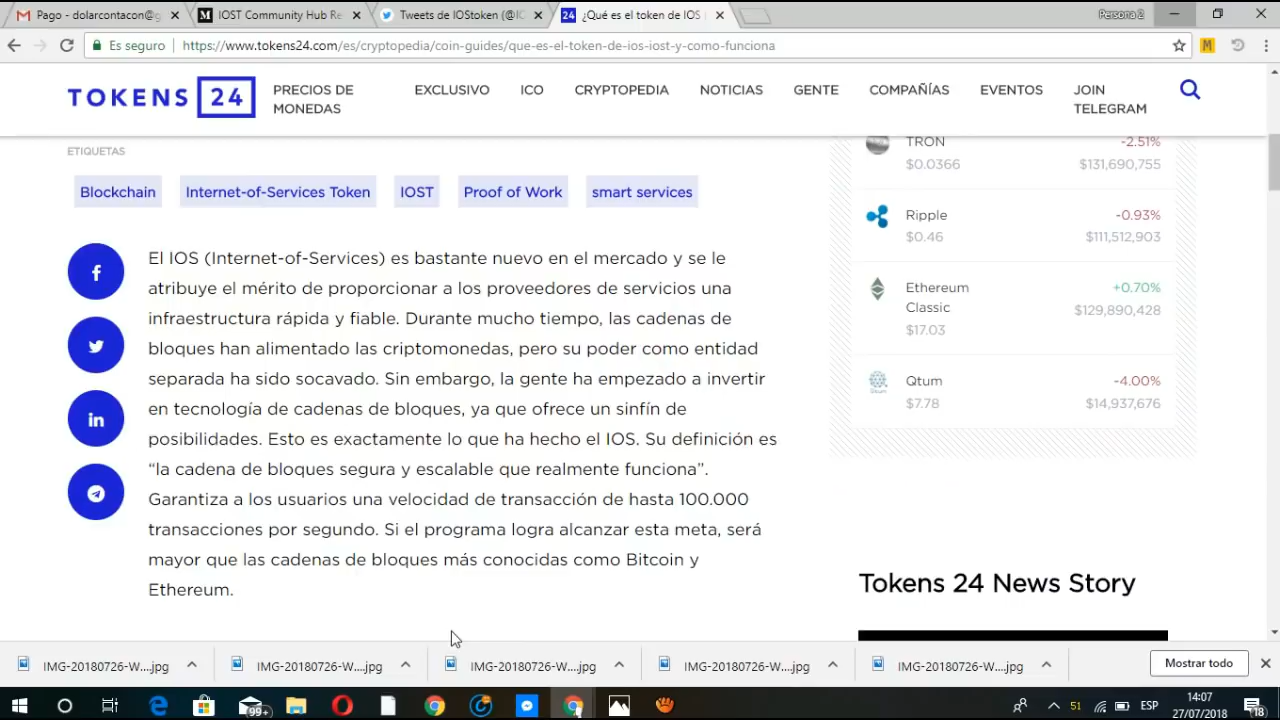 Pago - dolarcontacon@g
IOST Community Hub Re
Tweets de IOStoken (@IC
¿Qué es el token de IOS
Persona 2
Es seguro
https://www.tokens24.com/es/cryptopedia/coin-guides/que-es-el-token-de-ios-iost-y-como-funciona
TOKENS 24
PRECIOS DE
MONEDAS
EXCLUSIVO
ICO
CRYPTOPEDIA
NOTICIAS
GENTE
COMPAÑÍAS
EVENTOS
JOIN
TELEGRAM
ETIQUETAS
Blockchain
Internet-of-Services Token
IOST
Proof of Work
smart services
El IOS (Internet-of-Services) es bastante nuevo en el mercado y se le
atribuye el mérito de proporcionar a los proveedores de servicios una
infraestructura rápida y fiable. Durante mucho tiempo, las cadenas de
bloques han alimentado las criptomonedas, pero su poder como entidad
separada ha sido socavado. Sin embargo, la gente ha empezado a invertir
en tecnología de cadenas de bloques, ya que ofrece un sinfín de
posibilidades. Esto es exactamente lo que ha hecho el IOS. Su definición es
“la cadena de bloques segura y escalable que realmente funciona”.
Garantiza a los usuarios una velocidad de transacción de hasta 100.000
transacciones por segundo. Si el programa logra alcanzar esta meta, será
mayor que las cadenas de bloques más conocidas como Bitcoin y
Ethereum.
TRON -2.51%
$0.0366 $131,690,755
Ripple -0.93%
$0.46 $111,512,903
Ethereum +0.70%
Classic $129,890,428
$17.03
Qtum -4.00%
$7.78 $14,937,676
Tokens 24 News Story
IMG-20180726-W....jpg
IMG-20180726-W....jpg
IMG-20180726-W....jpg
IMG-20180726-W....jpg
IMG-20180726-W....jpg
Mostrar todo
99+
51
ESP
14:07
27/07/2018
18